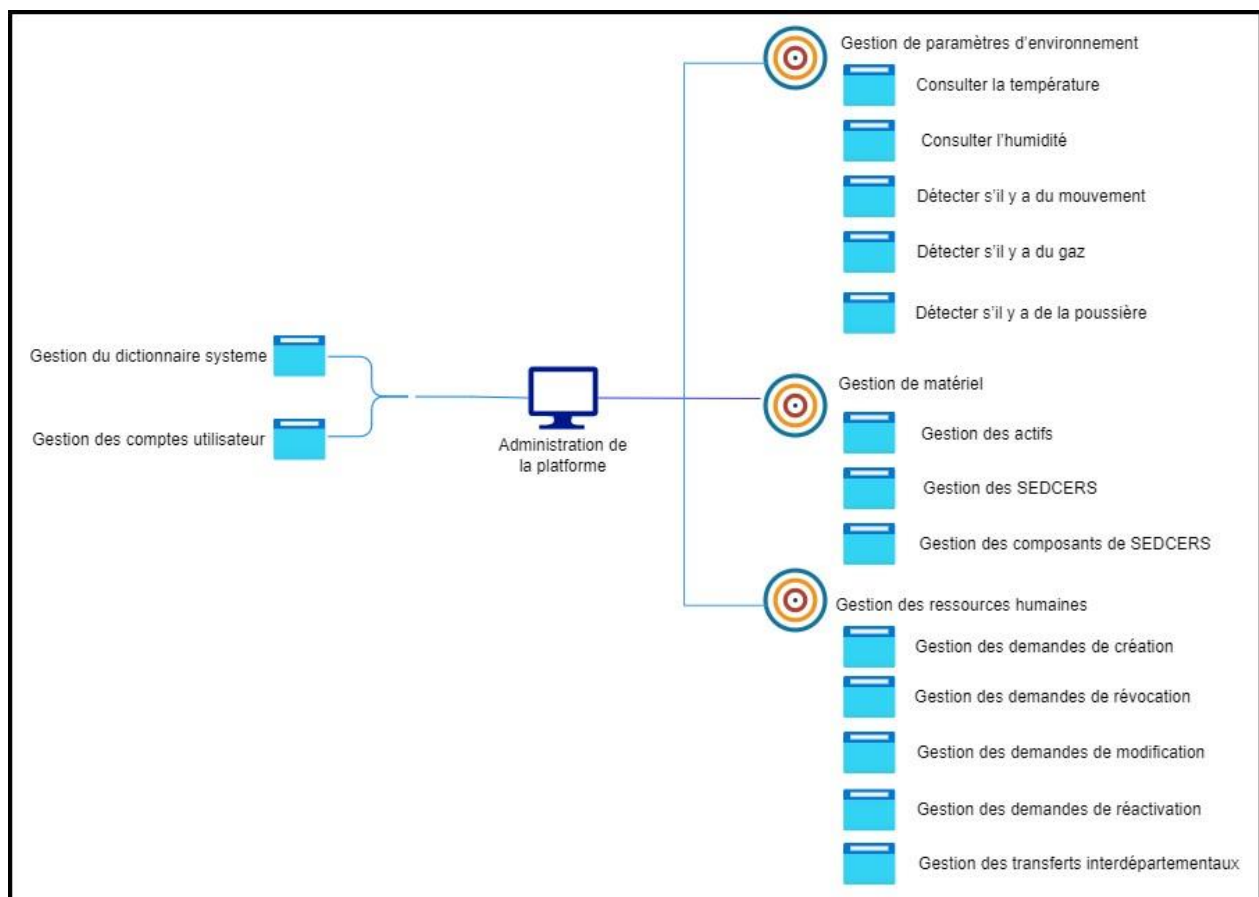 Gestion du dictionnaire systeme
Gestion des comptes utilisateur
Administration de
la platforme
Gestion de paramètres d'environnement
Consulter la température
Consulter l'humidité
Détecter s'il y a du mouvement
Détecter s'il y a du gaz
Détecter s'il y a de la poussière
Gestion de matériel
Gestion des actifs
Gestion des SEDCERS
Gestion des composants de SEDCERS
Gestion des ressources humaines
Gestion des demandes de création
Gestion des demandes de révocation
Gestion des demandes de modification
Gestion des demandes de réactivation
Gestion des transferts interdépartementaux